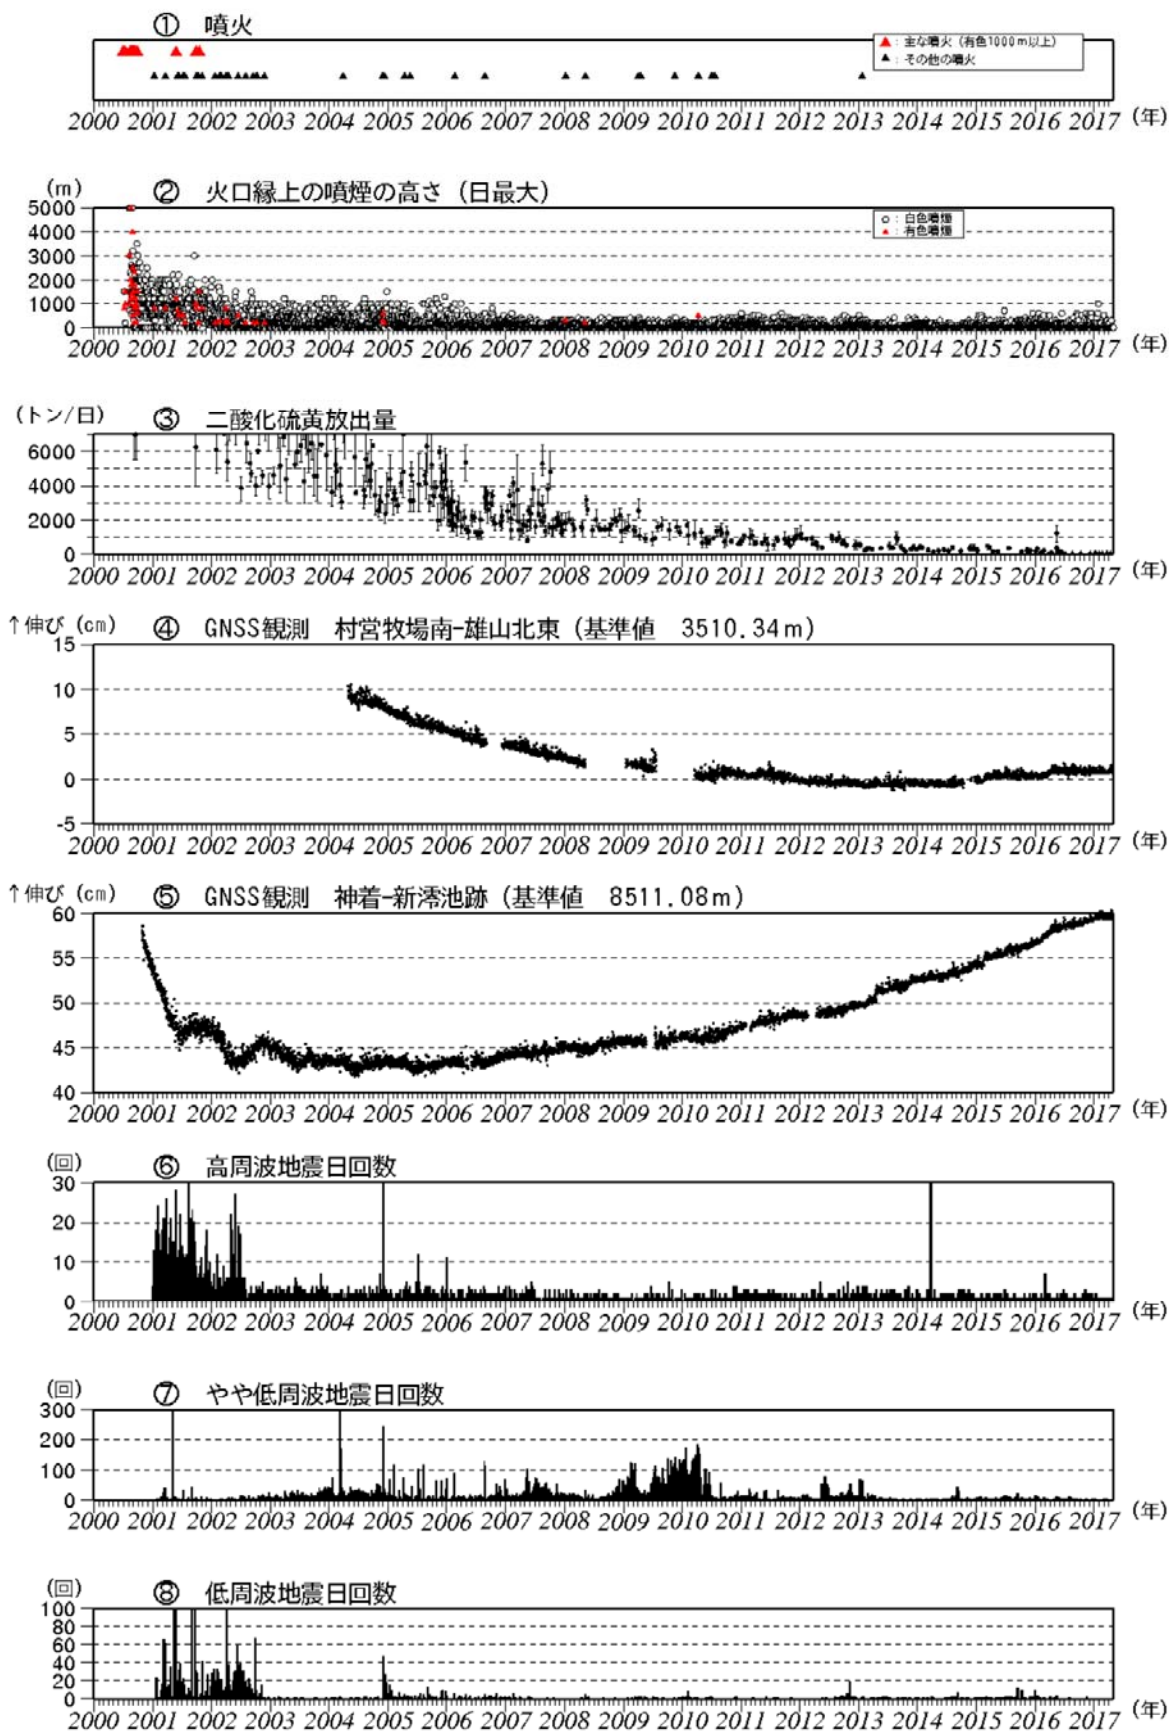 ① 噴火
▲ : 主な噴火 (有色1000m以上)
▲ : その他の噴火
2000 2001 2002 2003 2004 2005 2006 2007 2008 2009 2010 2011 2012 2013 2014 2015 2016 2017 (年)
(m) ② 火口縁上の噴煙の高さ (日最大)
○ : 白色噴煙
▲ : 有色噴煙
5000
4000
3000
2000
1000
0
2000 2001 2002 2003 2004 2005 2006 2007 2008 2009 2010 2011 2012 2013 2014 2015 2016 2017 (年)
(トン/日) ③ 二酸化硫黄放出量
6000
4000
2000
0
2000 2001 2002 2003 2004 2005 2006 2007 2008 2009 2010 2011 2012 2013 2014 2015 2016 2017 (年)
↑伸び (cm) ④ GNSS観測 村営牧場南-雄山北東 (基準値 3510.34m)
15
10
5
0
-5
2000 2001 2002 2003 2004 2005 2006 2007 2008 2009 2010 2011 2012 2013 2014 2015 2016 2017 (年)
↑伸び (cm) ⑤ GNSS観測 神着-新澪池跡 (基準値 8511.08m)
60
55
50
45
40
2000 2001 2002 2003 2004 2005 2006 2007 2008 2009 2010 2011 2012 2013 2014 2015 2016 2017 (年)
(回) ⑥ 高周波地震日回数
30
20
10
0
2000 2001 2002 2003 2004 2005 2006 2007 2008 2009 2010 2011 2012 2013 2014 2015 2016 2017 (年)
(回) ⑦ やや低周波地震日回数
300
200
100
0
2000 2001 2002 2003 2004 2005 2006 2007 2008 2009 2010 2011 2012 2013 2014 2015 2016 2017 (年)
(回) ⑧ 低周波地震日回数
100
80
60
40
20
0
2000 2001 2002 2003 2004 2005 2006 2007 2008 2009 2010 2011 2012 2013 2014 2015 2016 2017 (年)